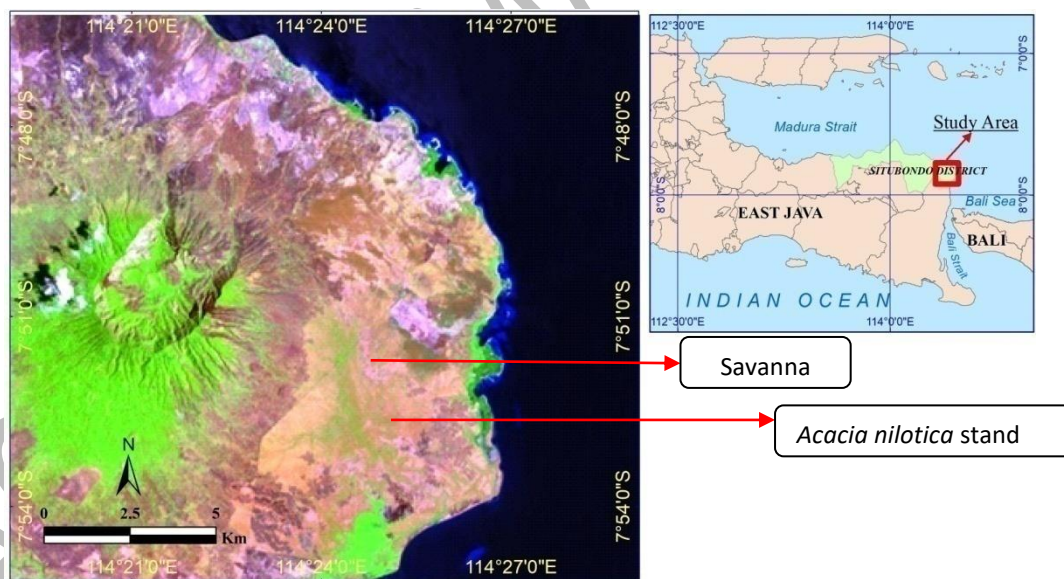 114°21'0"E 114°24'0"E 114°27'0"E
7°48'0"S 7°48'0"S
7°51'0"S 7°51'0"S
7°54'0"S 7°54'0"S
N
0 2.5 5
Km
114°21'0"E 114°24'0"E 114°27'0"E
112°30'0"E 114°0'0"E
7°0'0"S
Madura Strait
Study Area
SITUBONDO DISTRICT
8°0'0"S 8°0'0"S
Bali Sea
EAST JAVA
BALI
Bali Strait
INDIAN OCEAN
112°30'0"E 114°0'0"E
Savanna
Acacia nilotica stand